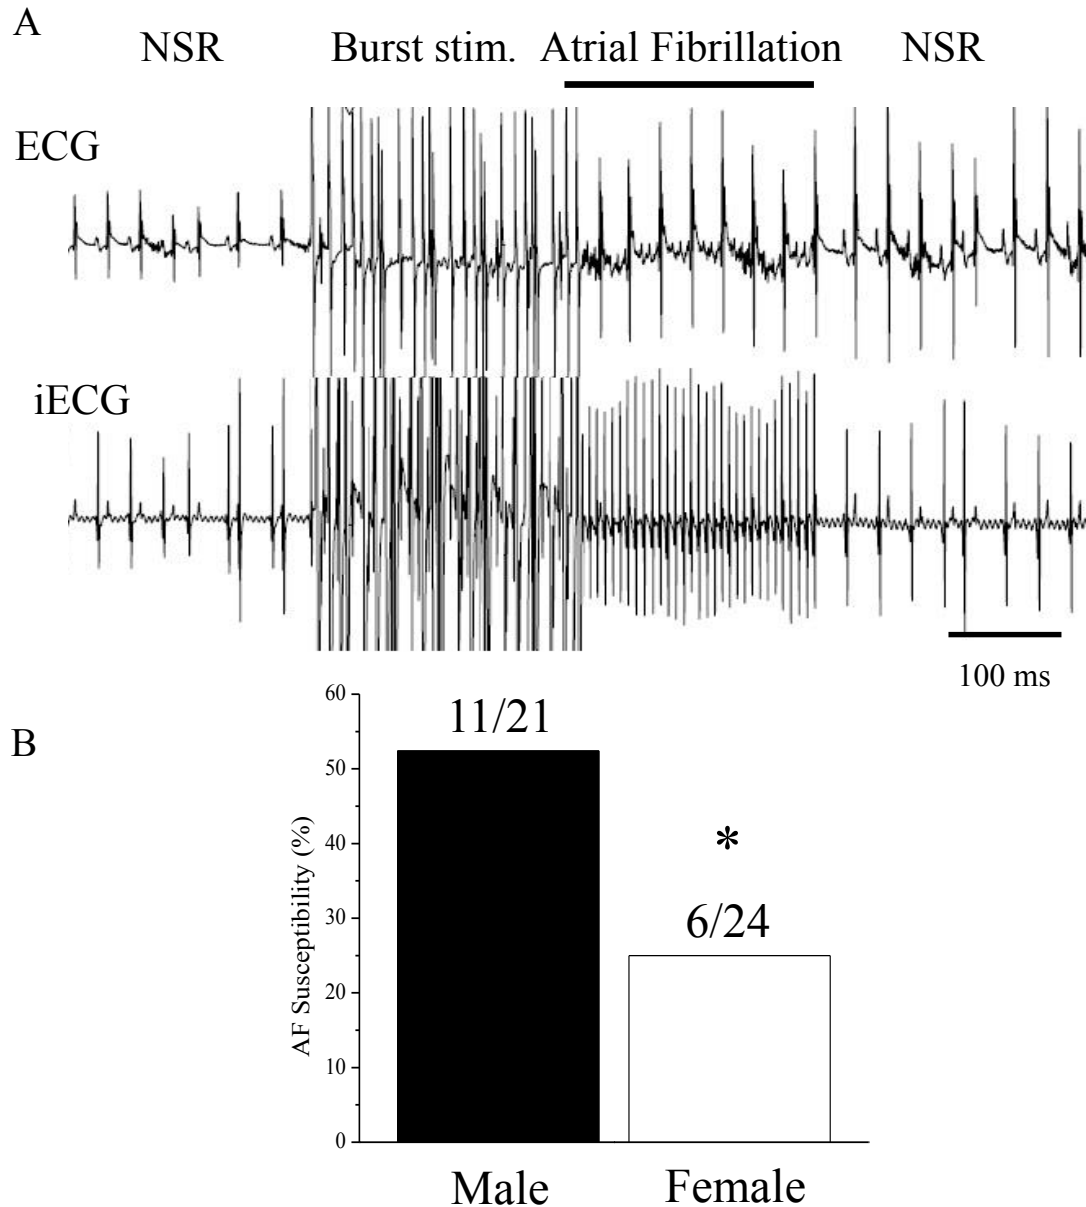 A
NSR Burst stim. Atrial Fibrillation NSR
ECG
iECG
100 ms
B
60
50
40
30
20
10
0
AF Susceptibility (%)
11/21
*
6/24
Male Female